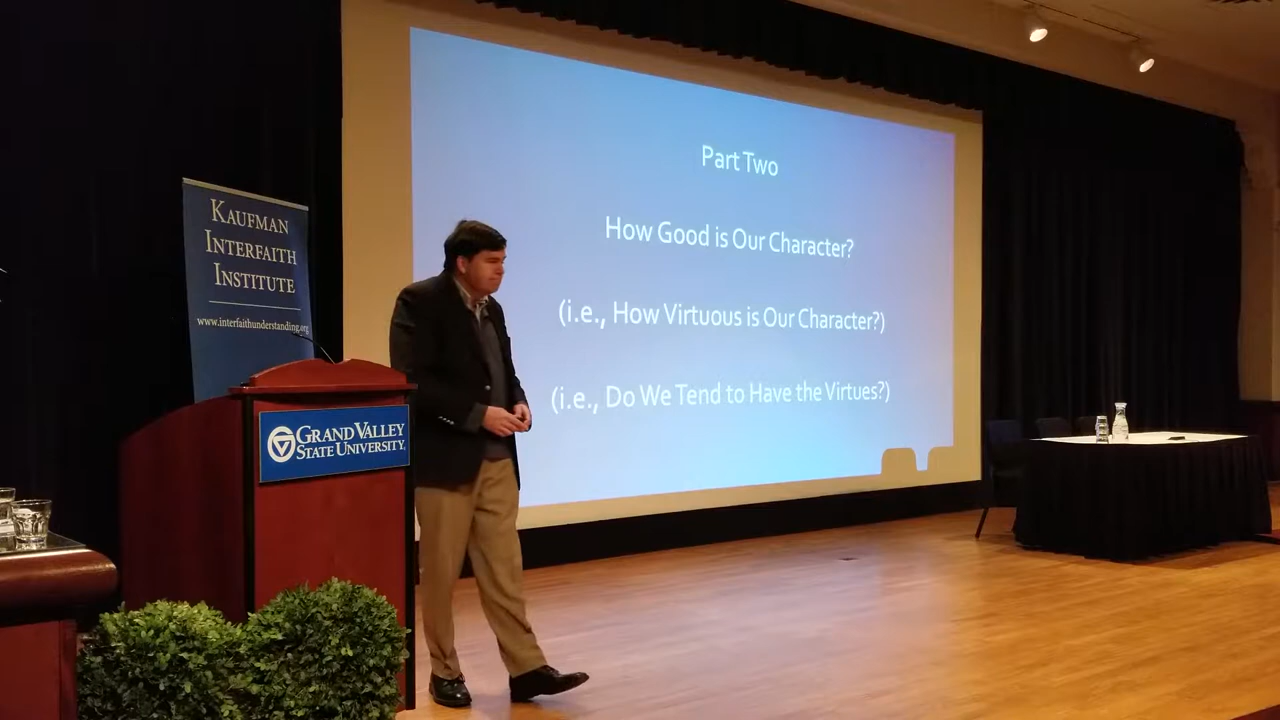 KAUFMAN
INTERFAITH
INSTITUTE
www.interfaithunderstanding.org
GRAND VALLEY
STATE UNIVERSITY.
Part Two
How Good is Our Character?
(i.e., How Virtuous is Our Character?)
(i.e., Do We Tend to Have the Virtues?)